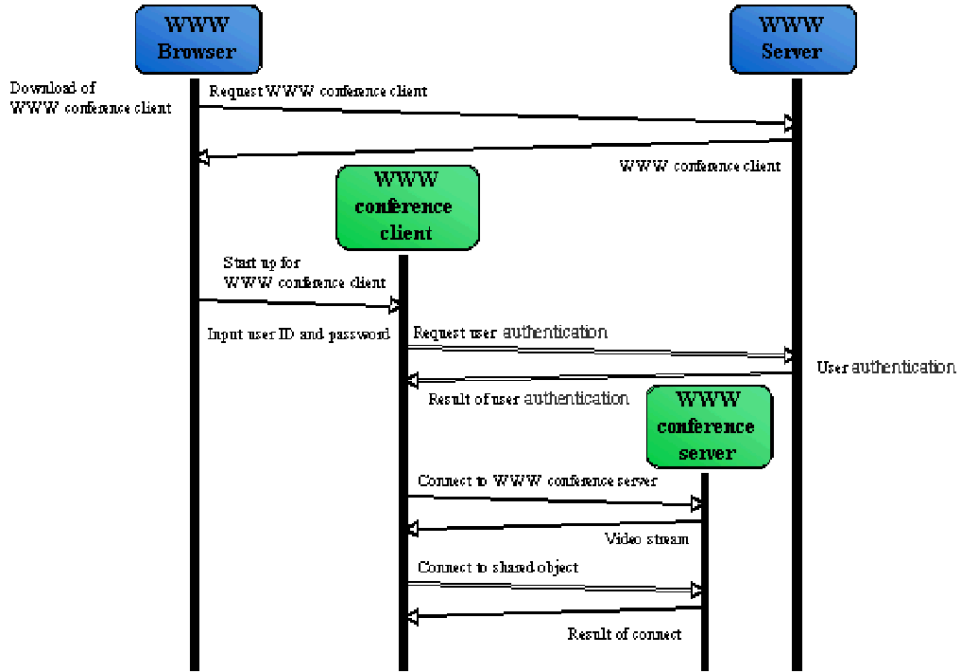 WWW
Browser
WWW
Server
Download of
WWW conference client
Request WWW conference client
WWW conference client
WWW
conference
client
Start up for
WWW conference client
Input user ID and password
Request user authentication
User authentication
Result of user authentication
WWW
conference
server
Connect to WWW conference server
Video stream
Connect to shared object
Result of connect